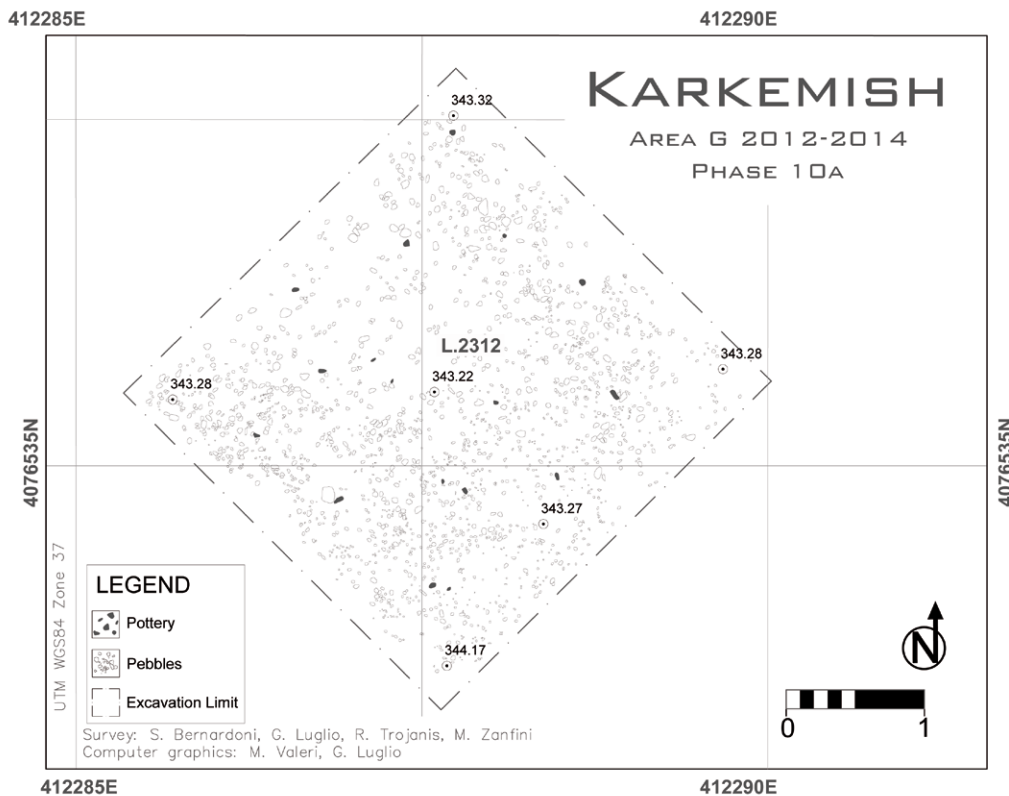 412285E
412290E
KARKEMISH
AREA G 2012-2014
PHASE 10A
343.32
L.2312
343.28
343.28
343.22
4076535N
4076535N
343.27
344.17
UTM WGS84 Zone 37
LEGEND
Pottery
Pebbles
Excavation Limit
N
0
1
Survey: S. Bernardoni, G. Luglio, R. Trojanis, M. Zanfini
Computer graphics: M. Valeri, G. Luglio
412285E
412290E